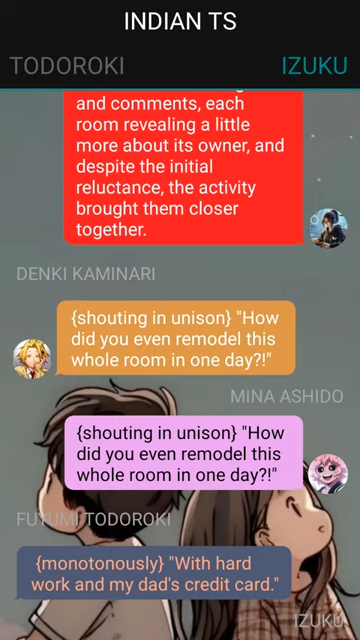 INDIAN TS
TODOROKI
IZUKU
and comments, each
room revealing a little
more about its owner, and
despite the initial
reluctance, the activity
brought them closer
together.
DENKI KAMINARI
{shouting in unison} "How
did you even remodel this
whole room in one day?!"
MINA ASHIDO
{shouting in unison} "How
did you even remodel this
whole room in one day?!"
FUYUMI TODOROKI
{monotonously} "With hard
work and my dad's credit card."
IZUKU